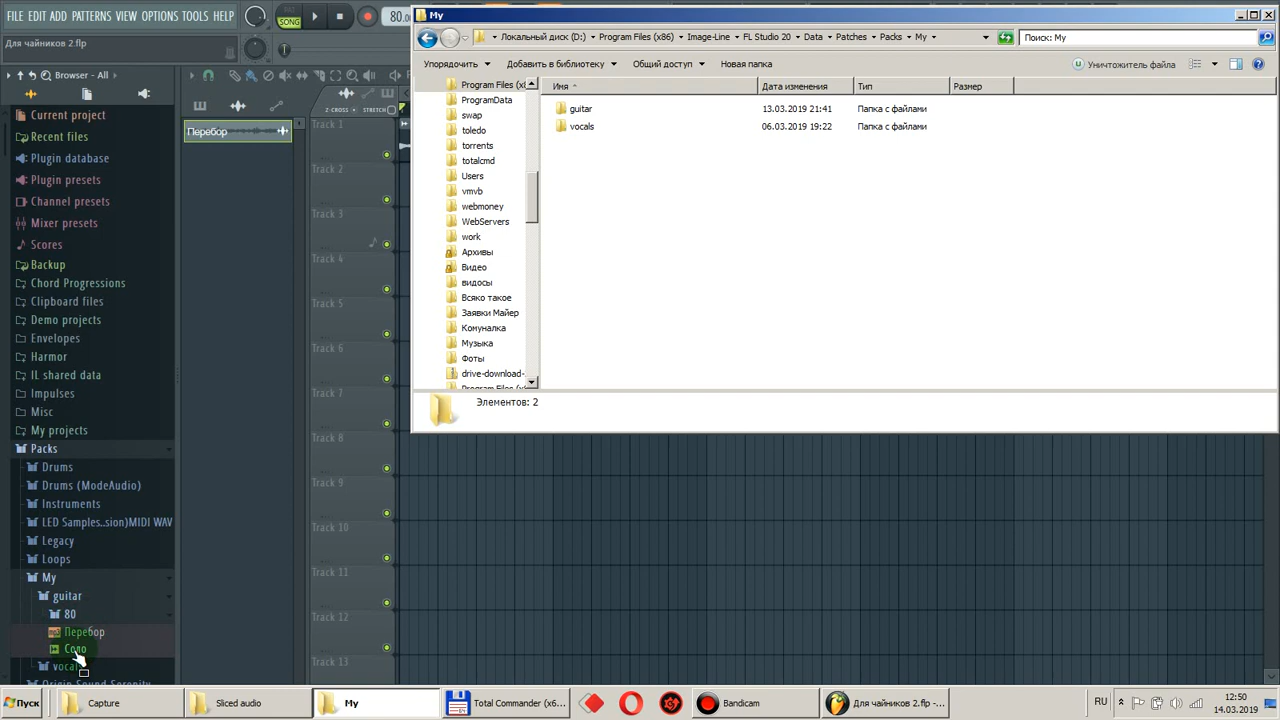 FILE EDIT ADD PATTERNS VIEW OPTIONS TOOLS HELP
SONG
80.
Для чайников 2.flp
Browser - All
Current project
Recent files
Plugin database
Plugin presets
Channel presets
Mixer presets
Scores
Backup
Chord Progressions
Clipboard files
Demo projects
Envelopes
Harmor
IL shared data
Impulses
Misc
My projects
Packs
Drums
Drums (ModeAudio)
Instruments
LED Samples..sion)MIDI WAV
Legacy
Loops
My
guitar
80
Перебор
Соло
Перебор
Z-CROSS
STRETCH
Track 1
Track 2
Track 3
Track 4
Track 5
Track 6
Track 7
Track 8
Track 9
Track 10
Track 11
Track 12
Track 13
My
Локальный диск (D:) Program Files (x86) Image-Line FL Studio 20 Data Patches Packs My
Поиск: My
Упорядочить Добавить в библиотеку Общий доступ Новая папка
Уничтожитель файла
Имя Дата изменения Тип Размер
guitar 13.03.2019 21:41 Папка с файлами
vocals 06.03.2019 19:22 Папка с файлами
Program Files (x8
ProgramData
swap
toledo
torrents
totalcmd
Users
vmvb
webmoney
WebServers
work
Архивы
Видео
видосы
Всяко такое
Заявки Майер
Комуналка
Музыка
Фоты
drive-download-
Элементов: 2
Пуск
Capture
Sliced audio
My
Total Commander (x6...
Bandicam
Для чайников 2.flp -...
RU
12:50
14.03.2019